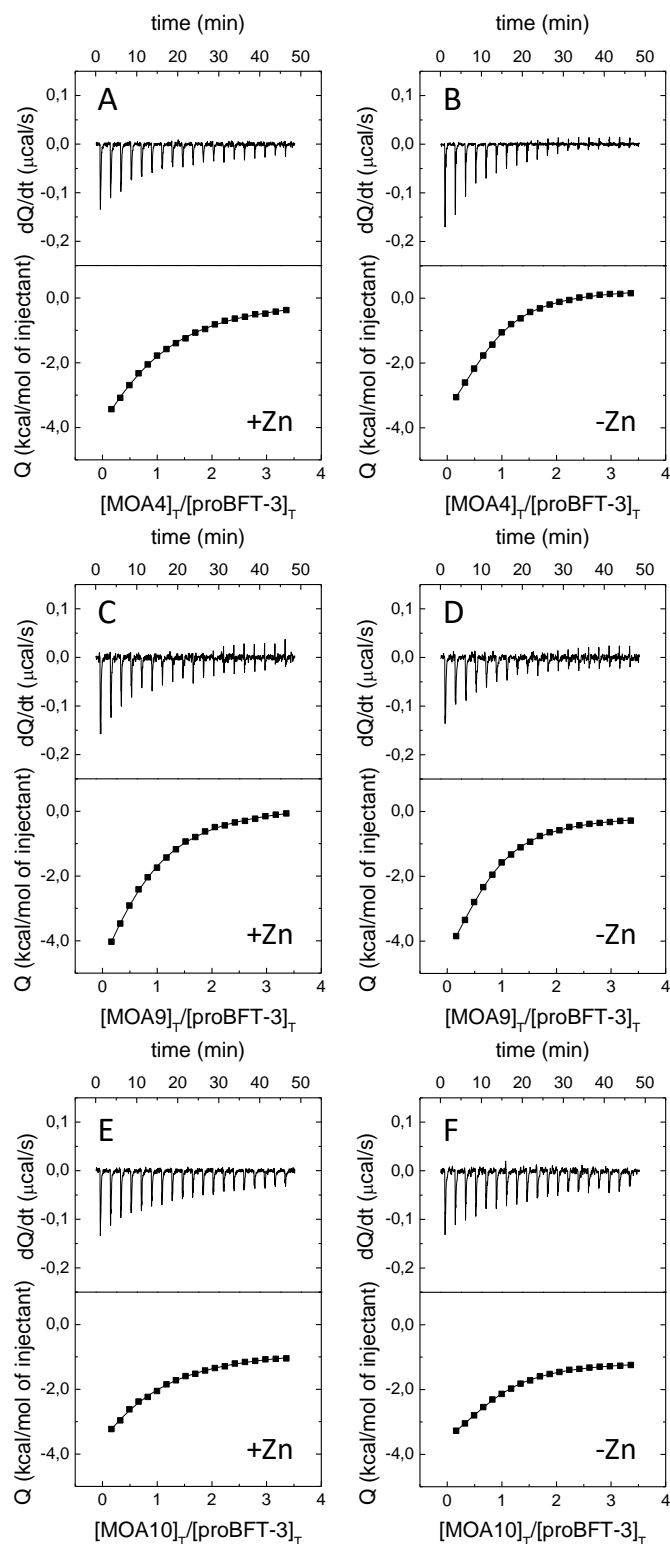 time (min) time (min)
0 10 20 30 40 50 0 10 20 30 40 50
A B
0,1 0,1
0,0 0,0
-0,1 -0,1
-0,2 -0,2
dQ/dt (μcal/s) dQ/dt (μcal/s)
0,0 0,0
-2,0 -2,0
-4,0 -4,0
Q (kcal/mol of injectant) Q (kcal/mol of injectant)
+Zn -Zn
0 1 2 3 4 0 1 2 3 4
[MOA4]T/[proBFT-3]T [MOA4]T/[proBFT-3]T
time (min) time (min)
0 10 20 30 40 50 0 10 20 30 40 50
C D
0,1 0,1
0,0 0,0
-0,1 -0,1
-0,2 -0,2
dQ/dt (μcal/s) dQ/dt (μcal/s)
0,0 0,0
-2,0 -2,0
-4,0 -4,0
Q (kcal/mol of injectant) Q (kcal/mol of injectant)
+Zn -Zn
0 1 2 3 4 0 1 2 3 4
[MOA9]T/[proBFT-3]T [MOA9]T/[proBFT-3]T
time (min) time (min)
0 10 20 30 40 50 0 10 20 30 40 50
E F
0,1 0,1
0,0 0,0
-0,1 -0,1
-0,2 -0,2
dQ/dt (μcal/s) dQ/dt (μcal/s)
0,0 0,0
-2,0 -2,0
-4,0 -4,0
Q (kcal/mol of injectant) Q (kcal/mol of injectant)
+Zn -Zn
0 1 2 3 4 0 1 2 3 4
[MOA10]T/[proBFT-3]T [MOA10]T/[proBFT-3]T